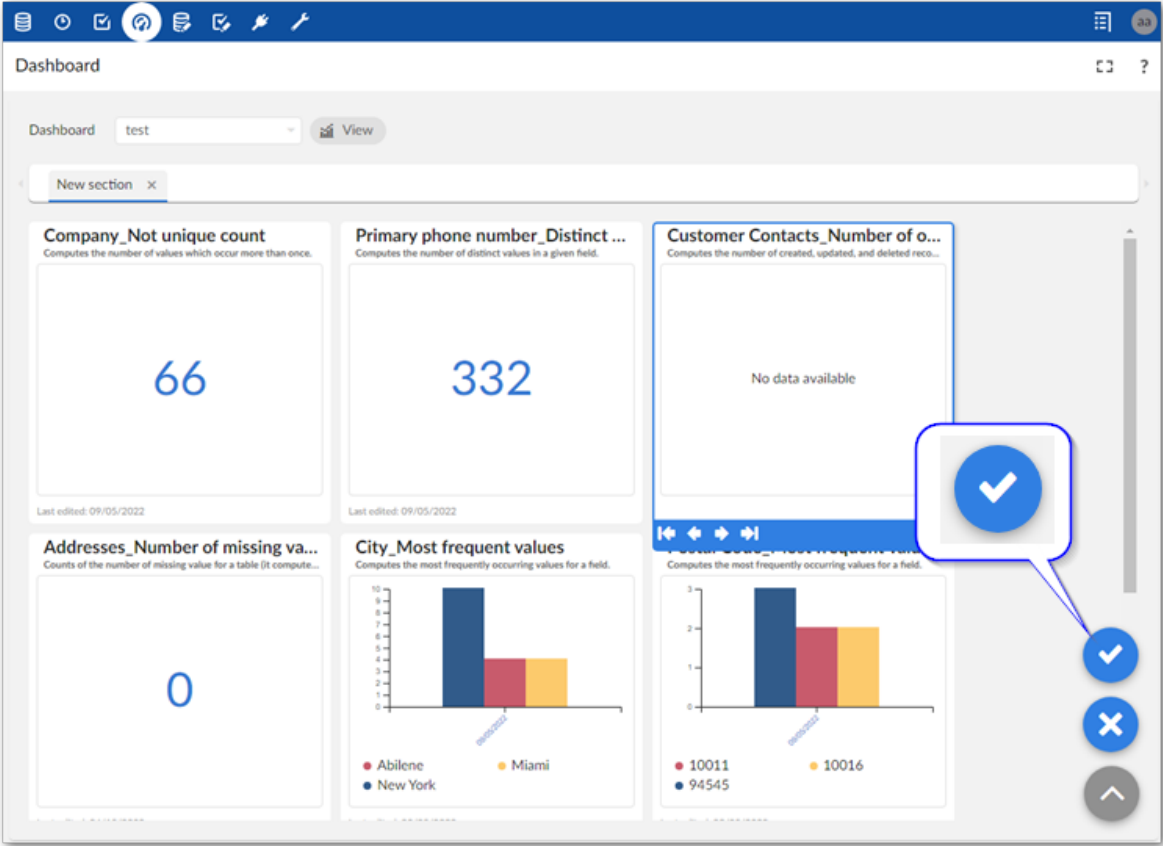 aa
Dashboard
?
Dashboard
test
View
New section
Company_Not unique count
Computes the number of values which occur more than once.
66
Last edited: 09/05/2022
Primary phone number_Distinct ...
Computes the number of distinct values in a given field.
332
Last edited: 09/05/2022
Customer Contacts_Number of o...
Computes the number of created, updated, and deleted reco...
No data available
Addresses_Number of missing va...
Counts of the number of missing value for a table (it compute...
0
City_Most frequent values
Computes the most frequently occurring values for a field.
10
9
8
7
6
5
4
3
2
1
0
09/05/2022
Abilene
Miami
New York
Computes the most frequently occurring values for a field.
3
2
1
0
09/05/2022
10011
10016
94545